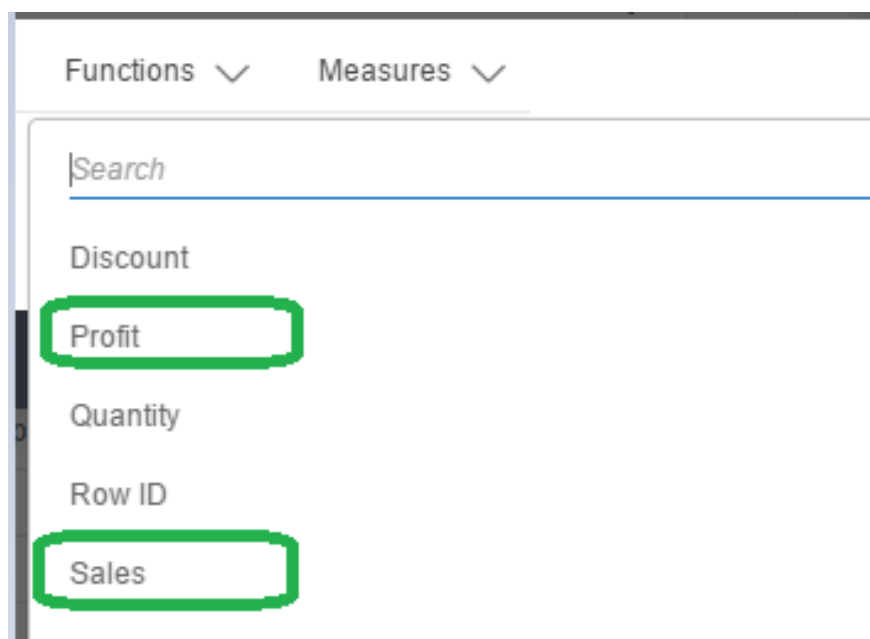 Functions Measures
Search
Discount
Profit
Quantity
Row ID
Sales